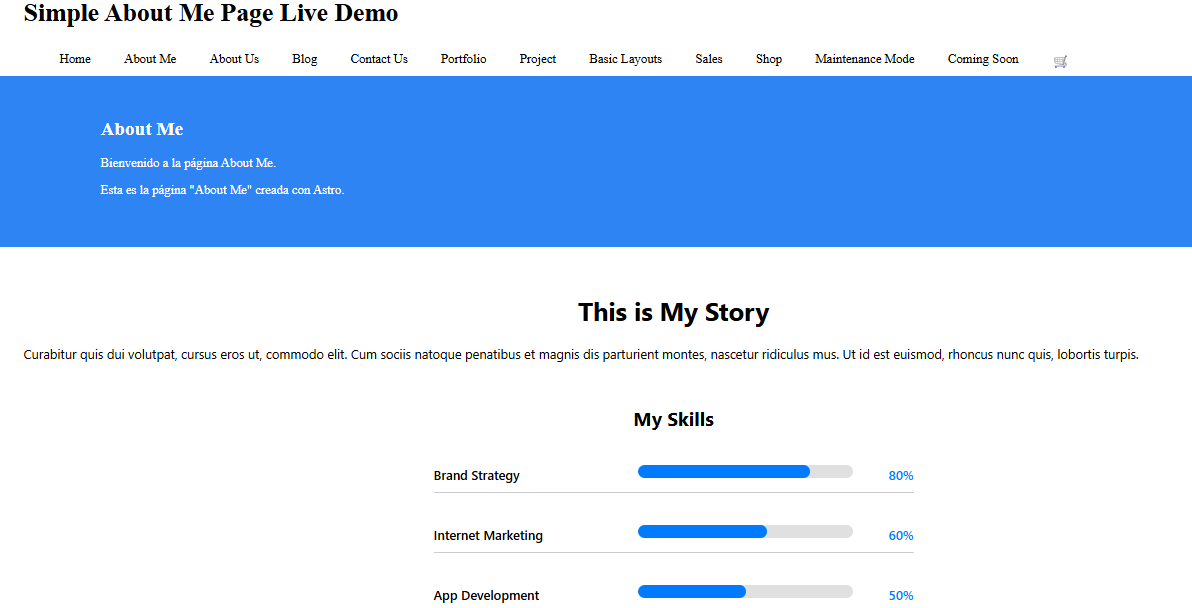 Simple About Me Page Live Demo
Home About Me About Us Blog Contact Us Portfolio Project Basic Layouts Sales Shop Maintenance Mode Coming Soon
About Me
Bienvenido a la página About Me.
Esta es la página "About Me" creada con Astro.
This is My Story
Curabitur quis dui volutpat, cursus eros ut, commodo elit. Cum sociis natoque penatibus et magnis dis parturient montes, nascetur ridiculus mus. Ut id est euismod, rhoncus nunc quis, lobortis turpis.
My Skills
Brand Strategy 80%
Internet Marketing 60%
App Development 50%